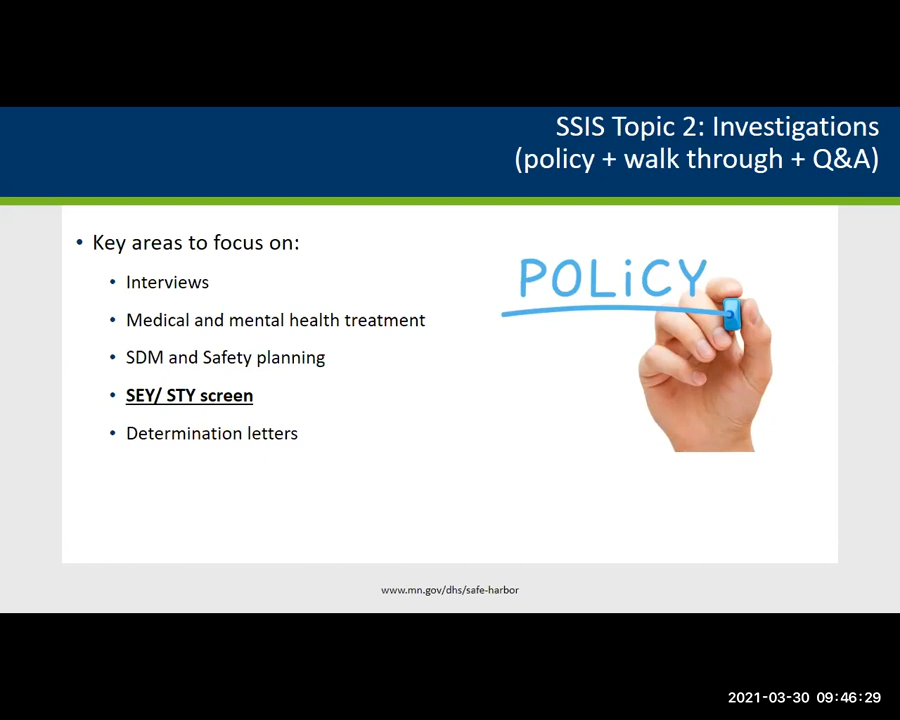 SSIS Topic 2: Investigations
(policy + walk through + Q&A)
• Key areas to focus on:
• Interviews
• Medical and mental health treatment
• SDM and Safety planning
• SEY/ STY screen
• Determination letters
POLiCY
www.mn.gov/dhs/safe-harbor
2021-03-30 09:46:29